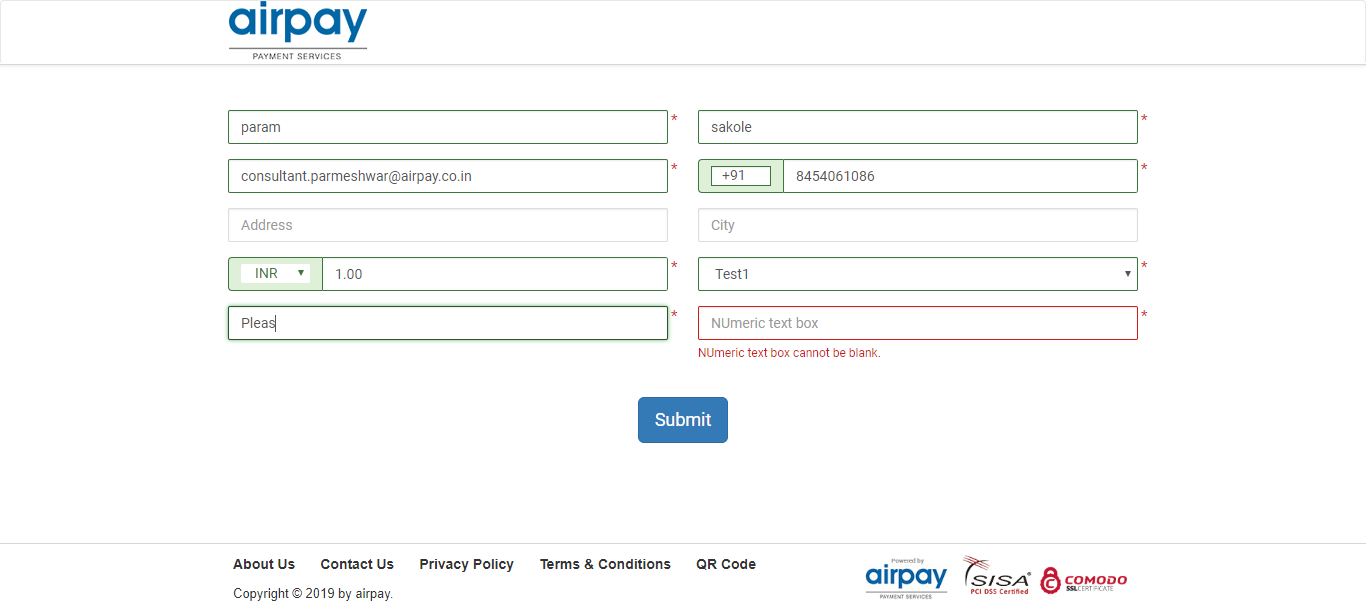 airpay
PAYMENT SERVICES
param * sakole *
consultant.parmeshwar@airpay.co.in * +91 8454061086 *
Address City
INR ▼ 1.00 * Test1 ▼ *
Pleas * NUmeric text box *
NUmeric text box cannot be blank.
Submit
About Us Contact Us Privacy Policy Terms & Conditions QR Code
Copyright © 2019 by airpay.
Powered by
airpay
PAYMENT SERVICES
SISA
PCI DSS Certified
COMODO
SSL CERTIFICATE